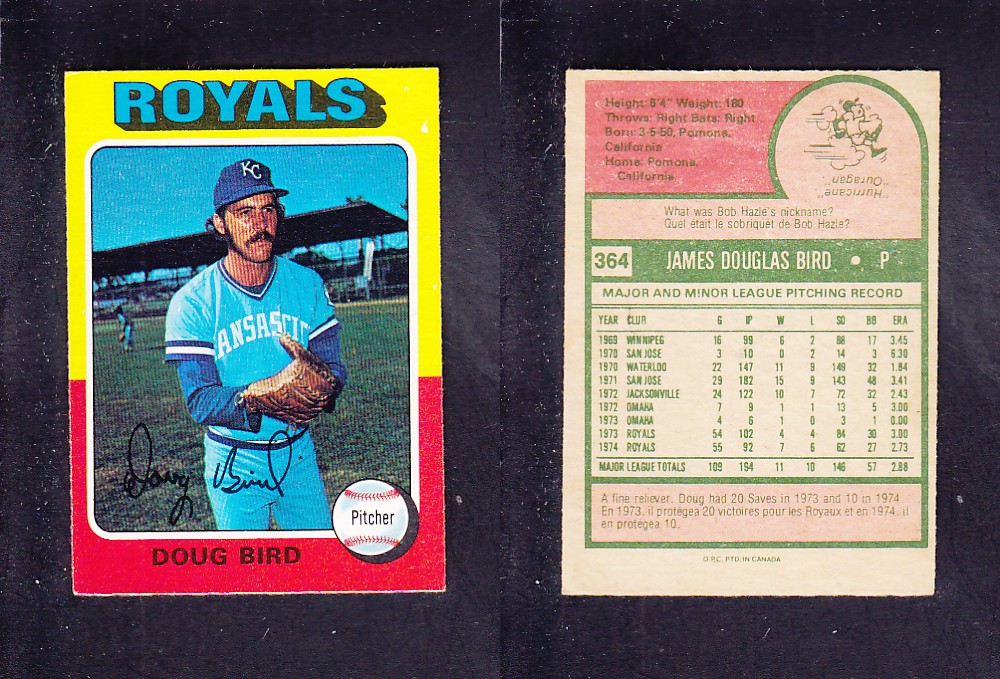 ROYALS
KC
ANSAS CIT
Doug Bird
Pitcher
DOUG BIRD
Height: 6'4" Weight: 180
Throws: Right Bats: Right
Born: 3-5-50, Pomona,
California
Home: Pomona,
California
"Hurricane"
"Ouragan"
What was Bob Hazle's nickname?
Quel était le sobriquet de Bob Hazle?
364 JAMES DOUGLAS BIRD • P
MAJOR AND MINOR LEAGUE PITCHING RECORD
YEAR CLUB G IP W L SO BB ERA
1969 WINNIPEG 16 99 6 2 88 17 3.45
1970 SAN JOSE 3 10 0 2 14 3 6.30
1970 WATERLOO 22 147 11 9 149 32 1.84
1971 SAN JOSE 29 182 15 9 143 48 3.41
1972 JACKSONVILLE 24 122 10 7 72 32 2.43
1972 OMAHA 7 9 1 1 13 5 3.00
1973 OMAHA 4 6 1 0 4 1 0.00
1973 ROYALS 54 102 4 4 84 30 3.00
1974 ROYALS 55 92 7 6 62 27 2.73
MAJOR LEAGUE TOTALS 109 194 11 10 146 57 2.88
A fine reliever, Doug had 20 Saves in 1973 and 10 in 1974.
En 1973, il protégea 20 victoires pour les Royaux et en 1974, il
en protégea 10.
O.P.C. PTD. IN CANADA